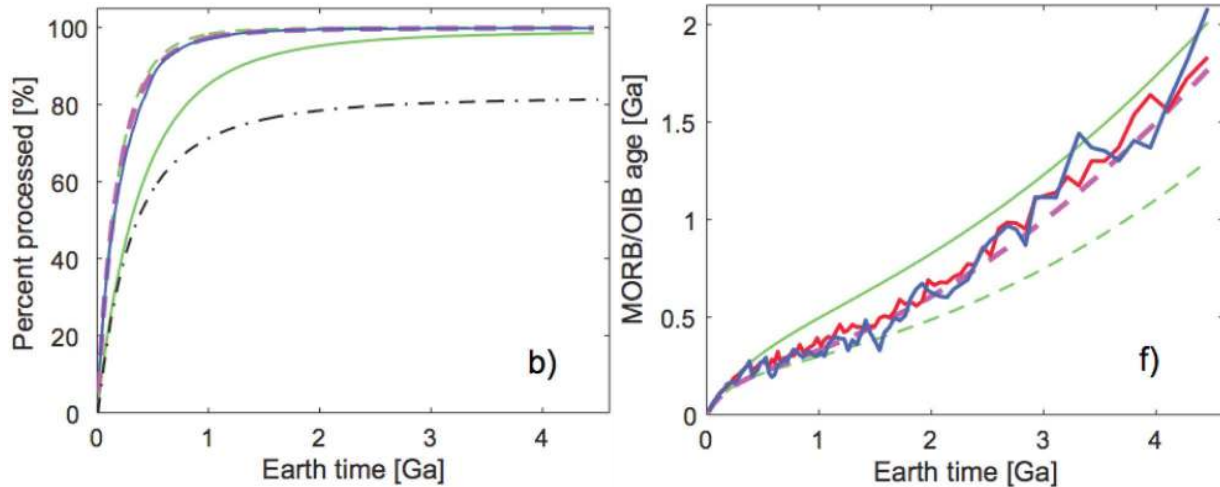 Percent processed [%]
100
80
60
40
20
0
0 1 2 3 4
Earth time [Ga]
b)
MORB/OIB age [Ga]
2
1.5
1
0.5
0
0 1 2 3 4
Earth time [Ga]
f)